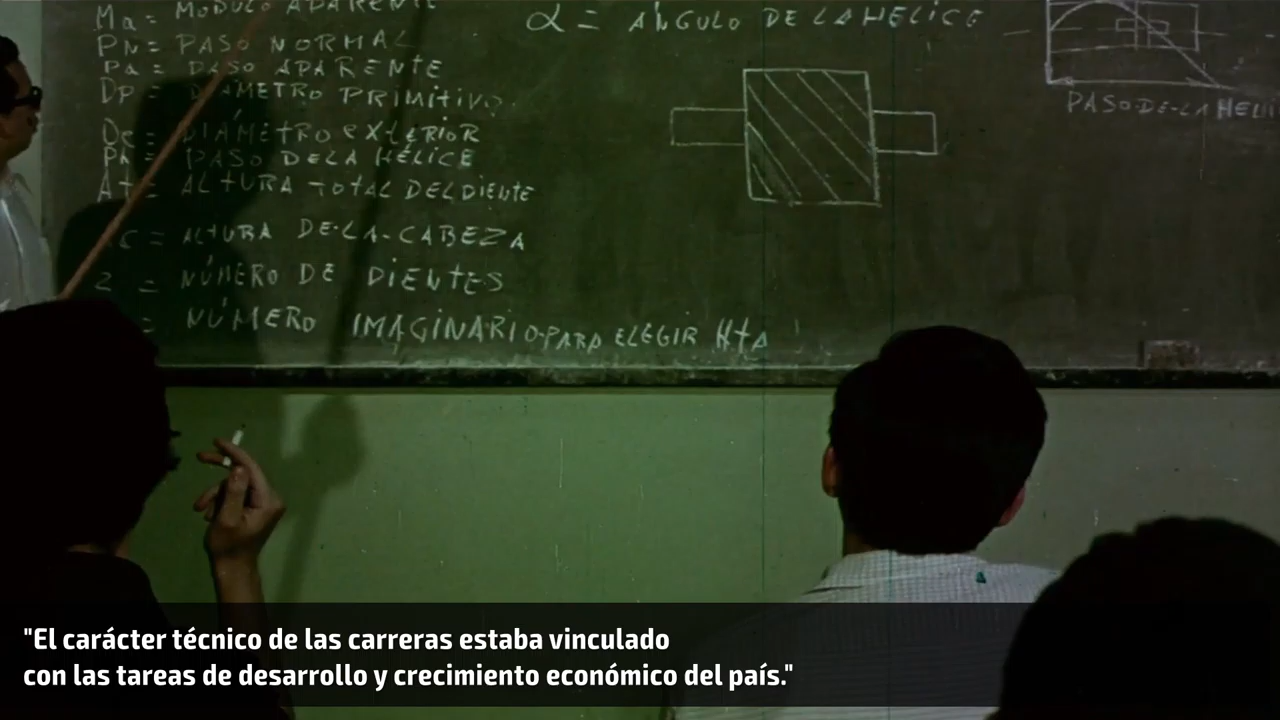 Ma = MODULO APARENTE
PN = PASO NORMAL
Pa = PASO APARENTE
DP = DIAMETRO PRIMITIVO
De = DIAMETRO EXTERIOR
Ph = PASO DE LA HÉLICE
At = ALTURA TOTAL DEL DIENTE
c = ALTURA DE-LA-CABEZA
Z = NÚMERO DE DIENTES
= NÚMERO IMAGINARIO PARA ELEGIR HtA
α = ANGULO DE LA HELICE
PASO-DE-LA HELI
"El carácter técnico de las carreras estaba vinculado
con las tareas de desarrollo y crecimiento económico del país."